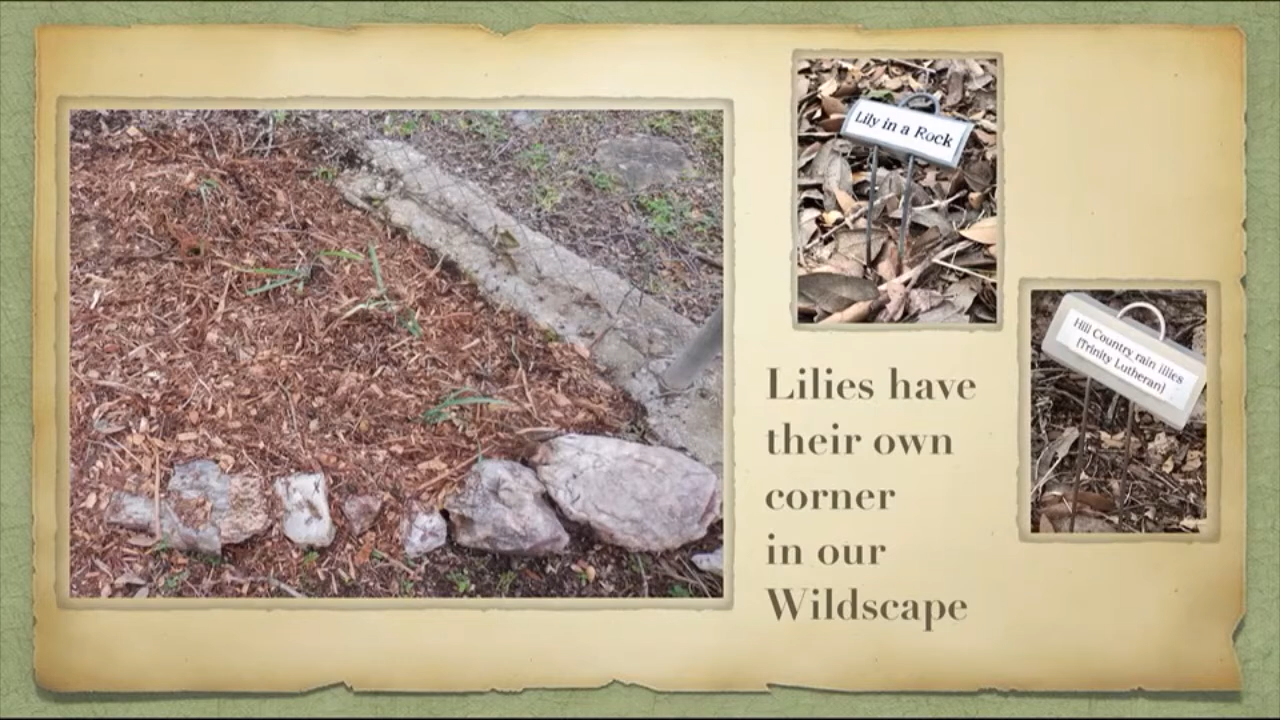 Lily in a Rock
Hill Country rain lilies
[Trinity Lutheran]
Lilies have
their own
corner
in our
Wildscape